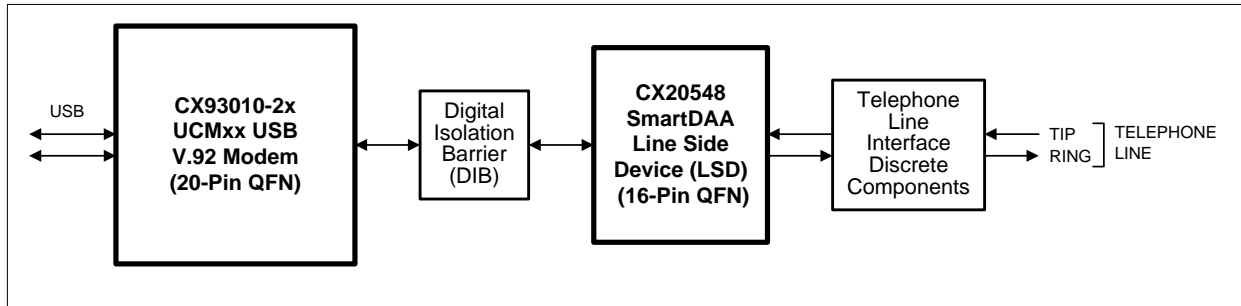 USB
CX93010-2x
UCMxx USB
V.92 Modem
(20-Pin QFN)
Digital
Isolation
Barrier
(DIB)
CX20548
SmartDAA
Line Side
Device (LSD)
(16-Pin QFN)
Telephone
Line
Interface
Discrete
Components
TIP
RING
TELEPHONE
LINE